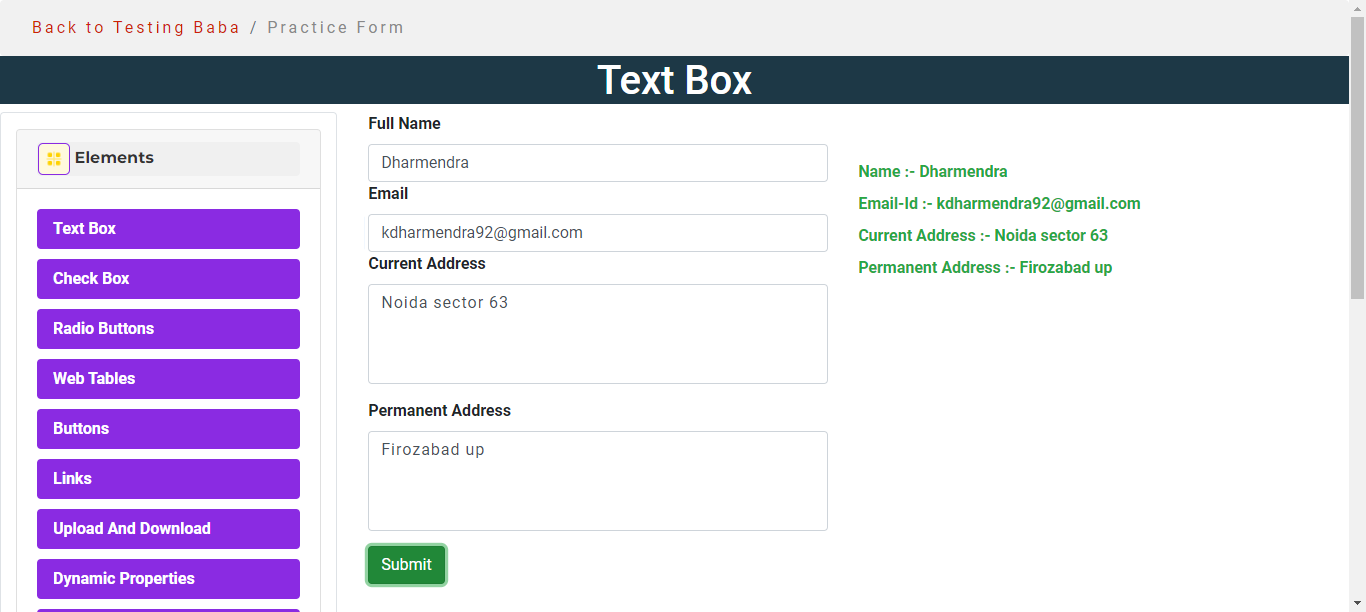 Back to Testing Baba / Practice Form
Text Box
Elements
Text Box
Check Box
Radio Buttons
Web Tables
Buttons
Links
Upload And Download
Dynamic Properties
Full Name
Dharmendra
Email
kdharmendra92@gmail.com
Current Address
Noida sector 63
Permanent Address
Firozabad up
Submit
Name :- Dharmendra
Email-Id :- kdharmendra92@gmail.com
Current Address :- Noida sector 63
Permanent Address :- Firozabad up